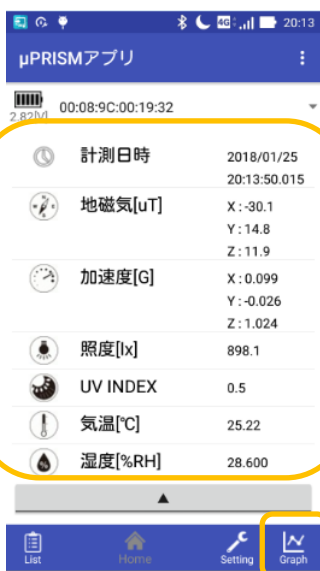 4G 20:13
μPRISMアプリ
2.82[V] 00:08:9C:00:19:32
計測日時 2018/01/25
20:13:50.015
地磁気[uT] X : -30.1
Y : 14.8
Z : 11.9
加速度[G] X : 0.099
Y : -0.026
Z : 1.024
照度[lx] 898.1
UV INDEX 0.5
気温[℃] 25.22
湿度[%RH] 28.600
▲
List Home Setting Graph